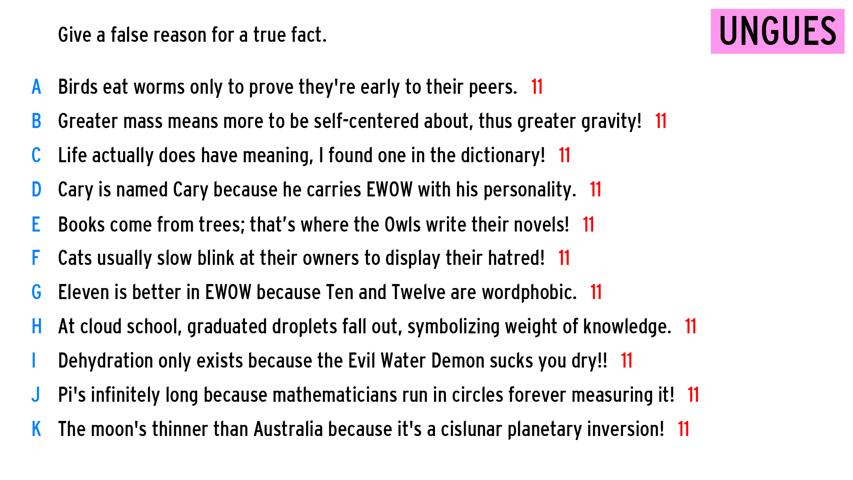 Give a false reason for a true fact.
UNGUES
A Birds eat worms only to prove they're early to their peers. 11
B Greater mass means more to be self-centered about, thus greater gravity! 11
C Life actually does have meaning, I found one in the dictionary! 11
D Cary is named Cary because he carries EWOW with his personality. 11
E Books come from trees; that’s where the Owls write their novels! 11
F Cats usually slow blink at their owners to display their hatred! 11
G Eleven is better in EWOW because Ten and Twelve are wordphobic. 11
H At cloud school, graduated droplets fall out, symbolizing weight of knowledge. 11
I Dehydration only exists because the Evil Water Demon sucks you dry!! 11
J Pi's infinitely long because mathematicians run in circles forever measuring it! 11
K The moon's thinner than Australia because it's a cislunar planetary inversion! 11